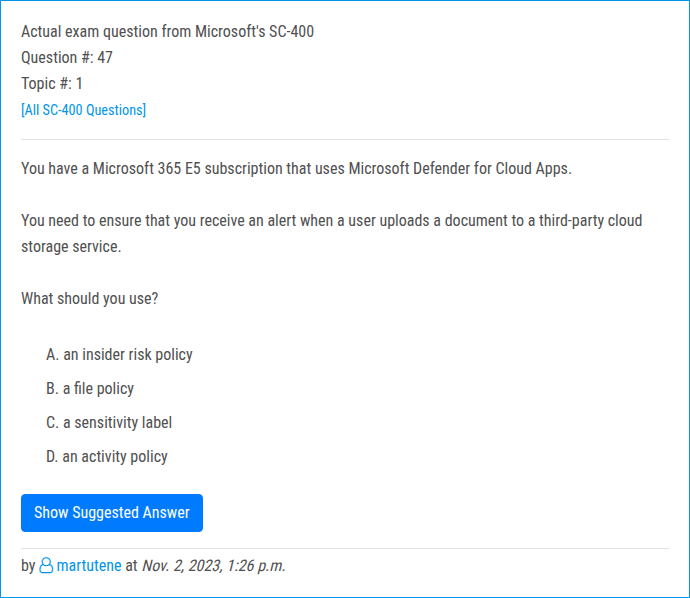 Actual exam question from Microsoft's SC-400
Question #: 47
Topic #: 1
[All SC-400 Questions]
You have a Microsoft 365 E5 subscription that uses Microsoft Defender for Cloud Apps.
You need to ensure that you receive an alert when a user uploads a document to a third-party cloud
storage service.
What should you use?
A. an insider risk policy
B. a file policy
C. a sensitivity label
D. an activity policy
Show Suggested Answer
by martutene at Nov. 2, 2023, 1:26 p.m.